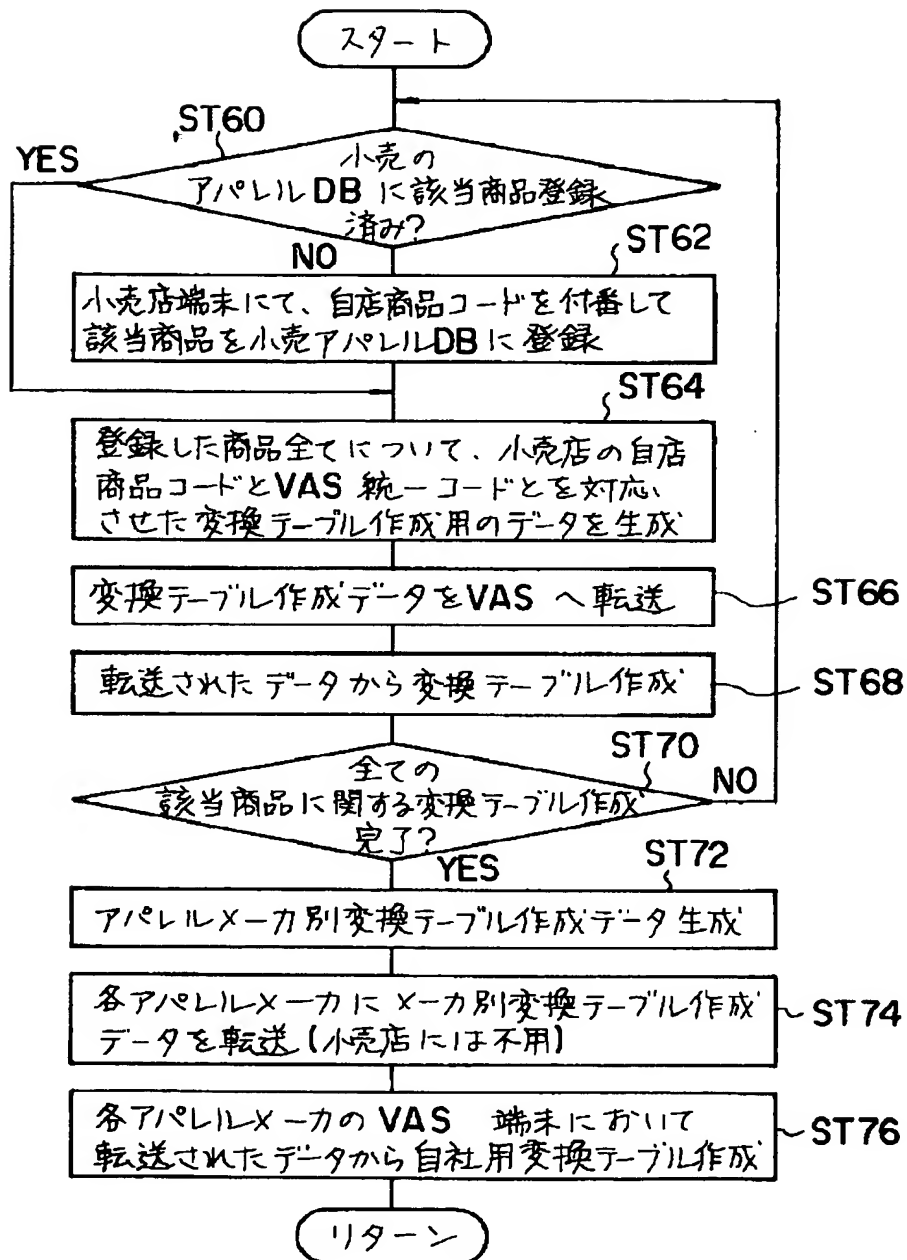 スタート
ST60
YES
小売の
アパレルDBに該当商品登録
済み?
NO
ST62
小売店端末にて、自店商品コードを付番して
該当商品を小売アパレルDBに登録
ST64
登録した商品全てについて、小売店の自店
商品コードとVAS 統一コードとを対応
させた変換テーブル作成用のデータを生成
変換テーブル作成データをVAS へ転送
ST66
転送されたデータから変換テーブル作成
ST68
ST70
全ての
該当商品に関する変換テーブル作成
完了?
NO
YES
ST72
アパレルメーカ別変換テーブル作成データ生成
各アパレルメーカにメーカ別変換テーブル作成
データを転送(小売店には不用)
ST74
各アパレルメーカのVAS 端末において
転送されたデータから自社用変換テーブル作成
ST76
リターン